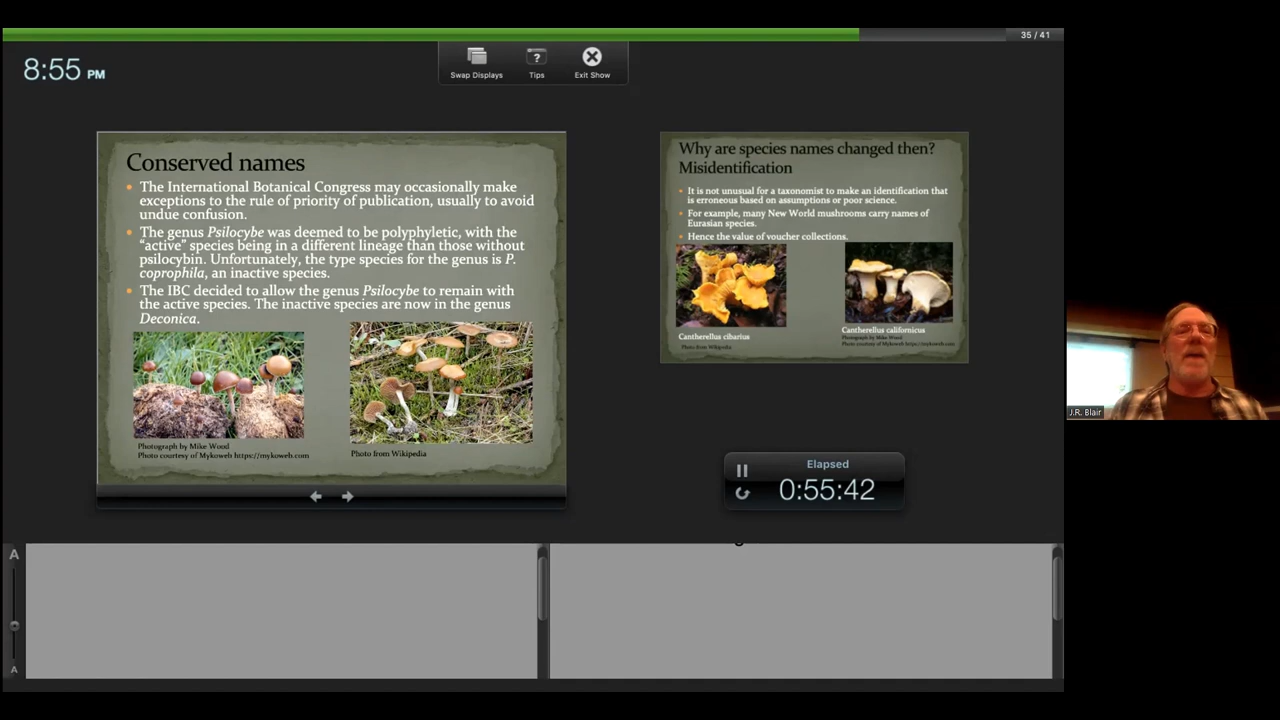 35 / 41
8:55 PM
Swap Displays
?
Tips
Exit Show
Conserved names
• The International Botanical Congress may occasionally make
exceptions to the rule of priority of publication, usually to avoid
undue confusion.
• The genus Psilocybe was deemed to be polyphyletic, with the
“active” species being in a different lineage than those without
psilocybin. Unfortunately, the type species for the genus is P.
coprophila, an inactive species.
• The IBC decided to allow the genus Psilocybe to remain with
the active species. The inactive species are now in the genus
Deconica.
Photograph by Mike Wood
Photo courtesy of Mykoweb https://mykoweb.com
Photo from Wikipedia
Why are species names changed then?
Misidentification
• It is not unusual for a taxonomist to make an identification that
is erroneous based on assumptions or poor science.
• For example, many New World mushrooms carry names of
Eurasian species.
• Hence the value of voucher collections.
Cantherellus cibarius
Photo from Wikipedia
Cantherellus californicus
Photograph by Mike Wood
Photo courtesy of Mykoweb https://mykoweb.com
Elapsed
0:55:42
J.R. Blair
A
A